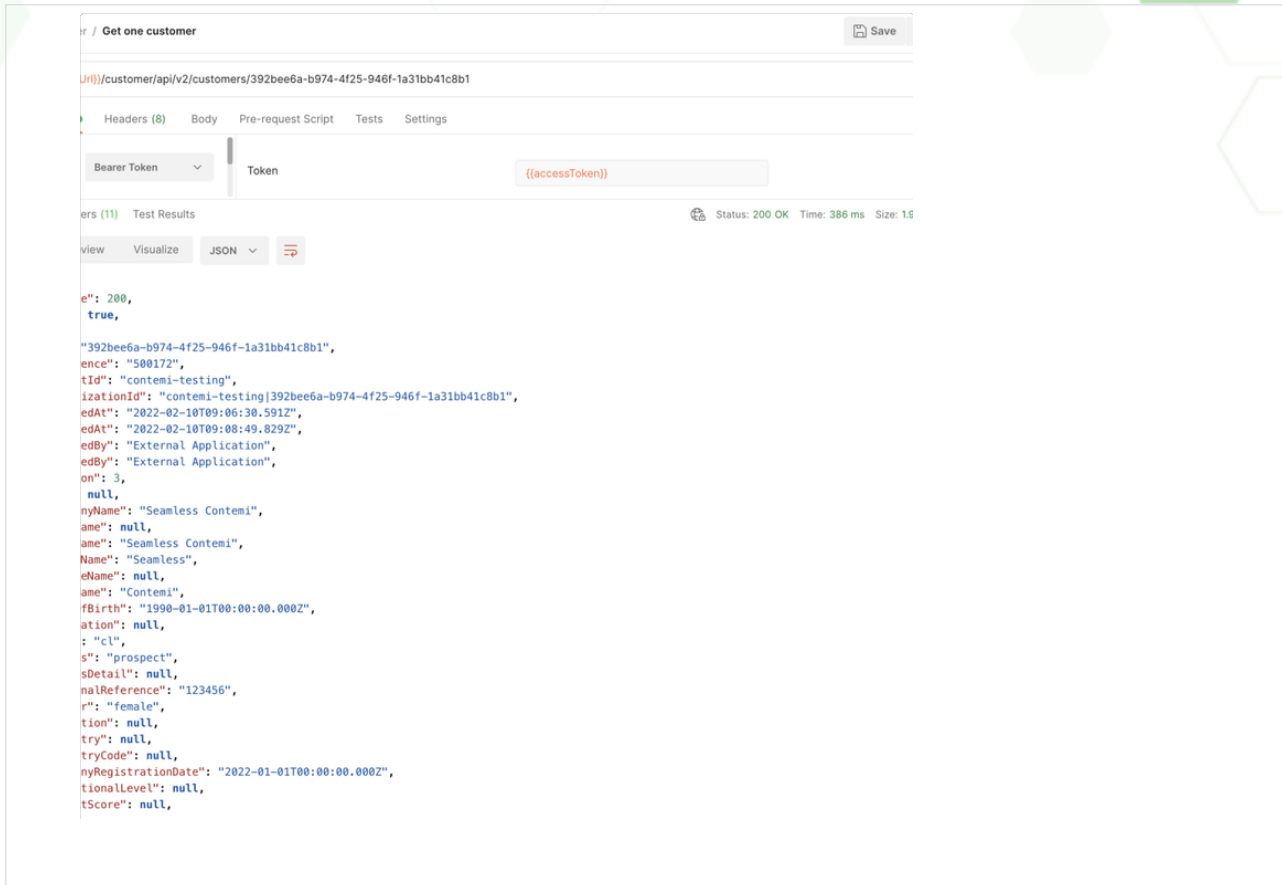 er / Get one customer
Save
Url}}/customer/api/v2/customers/392bee6a-b974-4f25-946f-1a31bb41c8b1
Headers (8) Body Pre-request Script Tests Settings
Bearer Token
Token
{{accessToken}}
ers (11) Test Results
Status: 200 OK Time: 386 ms Size: 1.9
view Visualize JSON
e": 200,
true,
"392bee6a-b974-4f25-946f-1a31bb41c8b1",
ence": "500172",
tId": "contemi-testing",
izationId": "contemi-testing|392bee6a-b974-4f25-946f-1a31bb41c8b1",
edAt": "2022-02-10T09:06:30.591Z",
edAt": "2022-02-10T09:08:49.829Z",
edBy": "External Application",
edBy": "External Application",
on": 3,
null,
nyName": "Seamless Contemi",
ame": null,
ame": "Seamless Contemi",
Name": "Seamless",
eName": null,
ame": "Contemi",
fBirth": "1990-01-01T00:00:00.000Z",
ation": null,
: "cl",
s": "prospect",
sDetail": null,
nalReference": "123456",
r": "female",
tion": null,
try": null,
tryCode": null,
nyRegistrationDate": "2022-01-01T00:00:00.000Z",
tionalLevel": null,
tScore": null,